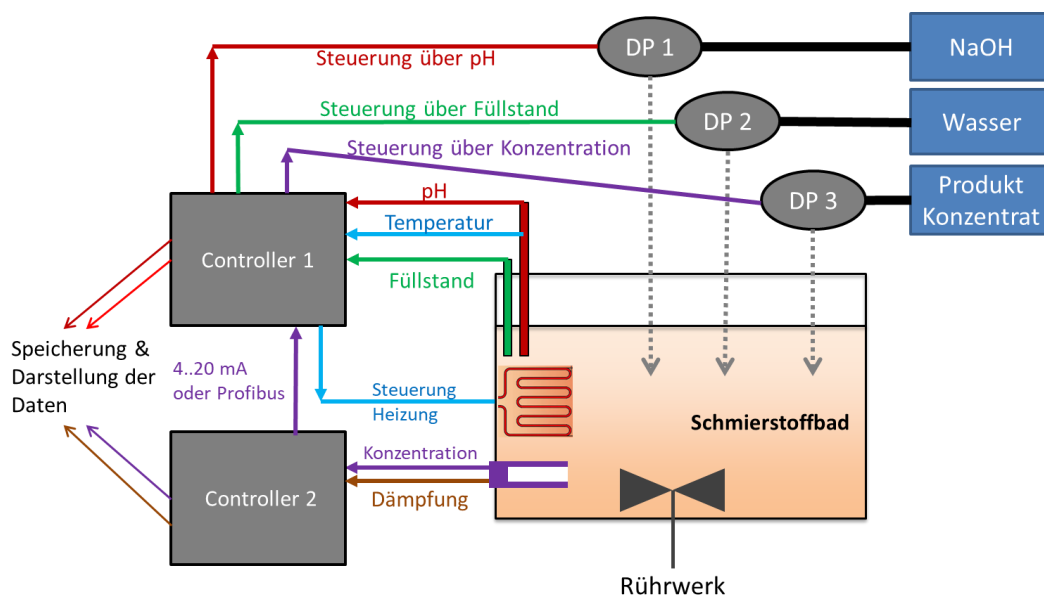 DP 1
NaOH
Steuerung über pH
Steuerung über Füllstand
DP 2
Wasser
Steuerung über Konzentration
DP 3
Produkt
Konzentrat
pH
Temperatur
Controller 1
Füllstand
Speicherung &
Darstellung der
Daten
4..20 mA
oder Profibus
Steuerung
Heizung
Schmierstoffbad
Konzentration
Controller 2
Dämpfung
Rührwerk